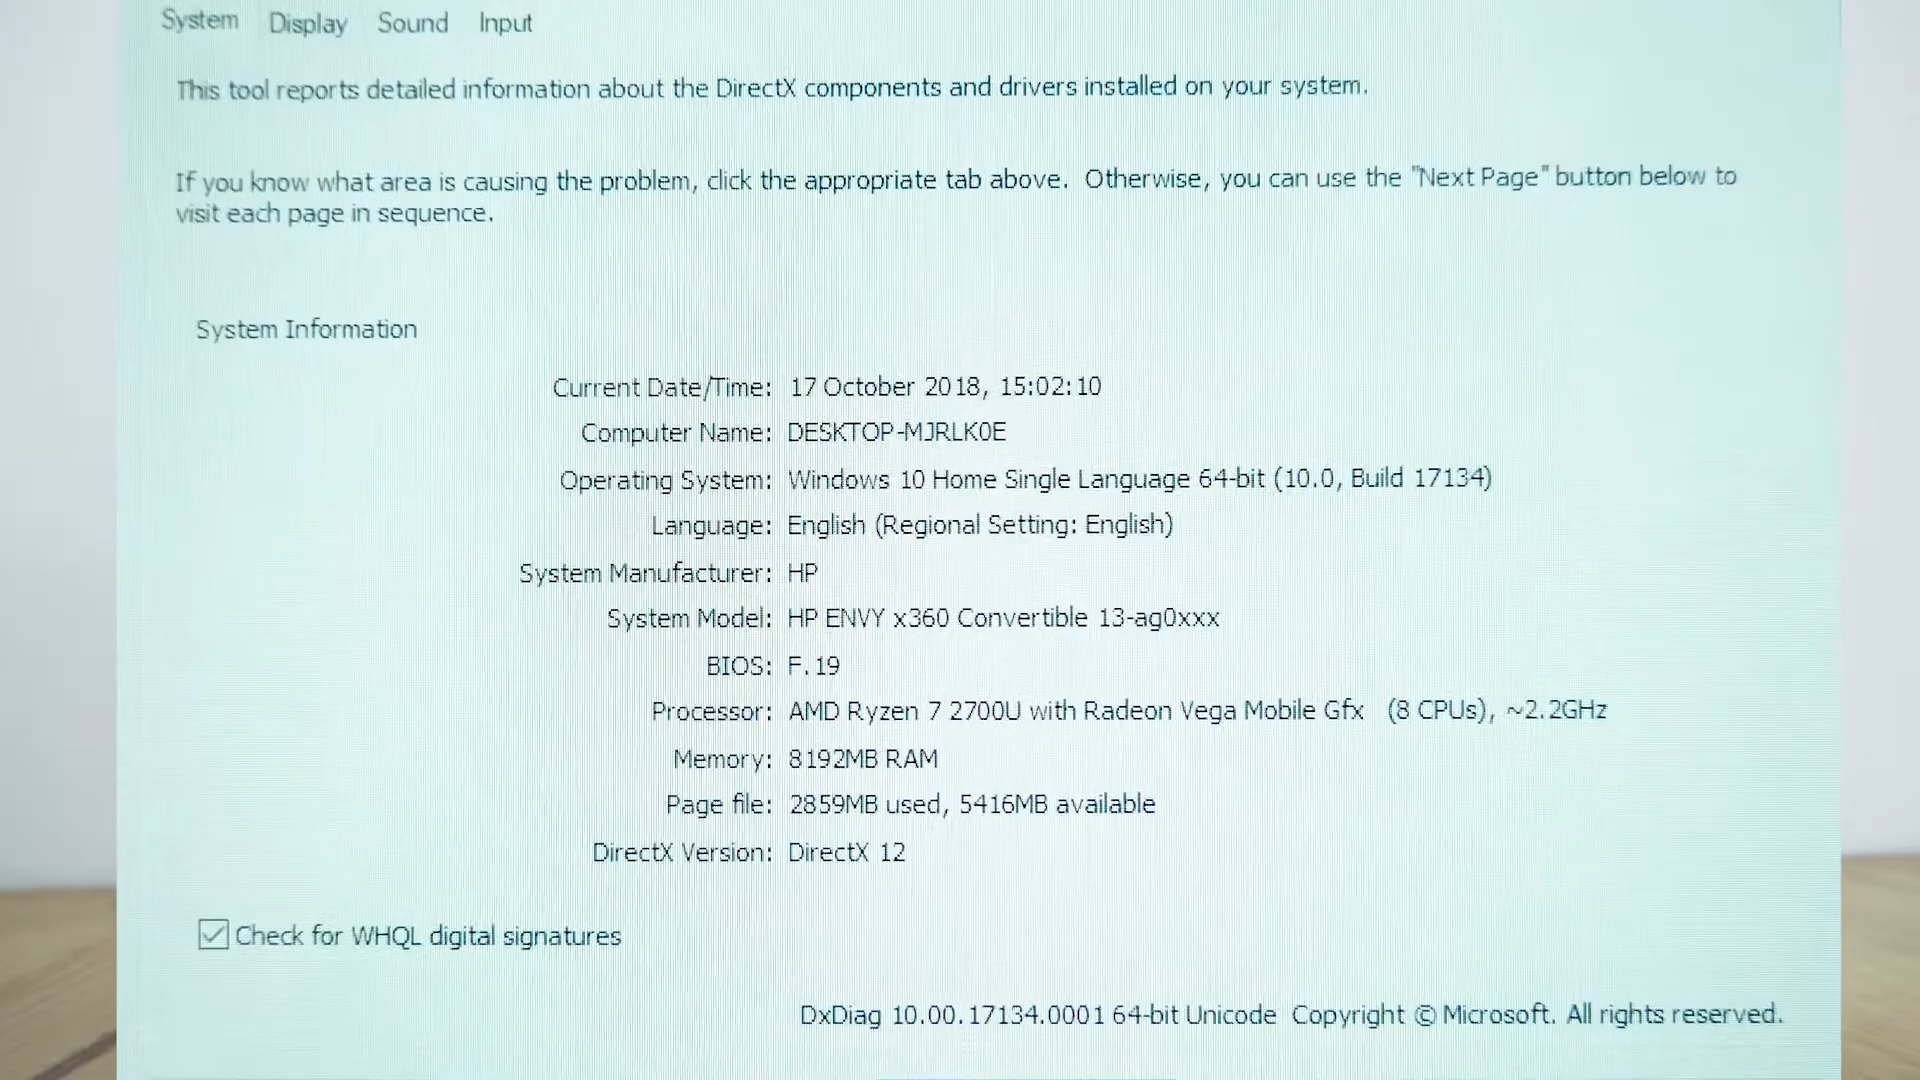 System Display Sound Input
This tool reports detailed information about the DirectX components and drivers installed on your system.
If you know what area is causing the problem, click the appropriate tab above. Otherwise, you can use the "Next Page" button below to
visit each page in sequence.
System Information
Current Date/Time: 17 October 2018, 15:02:10
Computer Name: DESKTOP-MJRLK0E
Operating System: Windows 10 Home Single Language 64-bit (10.0, Build 17134)
Language: English (Regional Setting: English)
System Manufacturer: HP
System Model: HP ENVY x360 Convertible 13-ag0xxx
BIOS: F.19
Processor: AMD Ryzen 7 2700U with Radeon Vega Mobile Gfx (8 CPUs), ~2.2GHz
Memory: 8192MB RAM
Page file: 2859MB used, 5416MB available
DirectX Version: DirectX 12
Check for WHQL digital signatures
DxDiag 10.00.17134.0001 64-bit Unicode Copyright © Microsoft. All rights reserved.